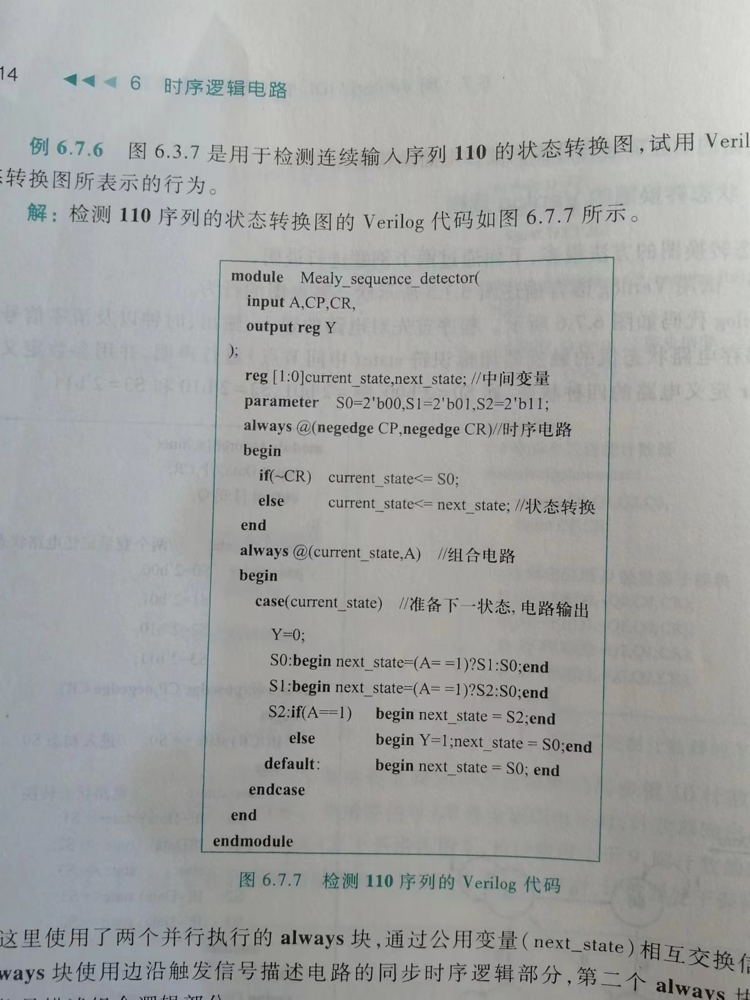 14 6 时序逻辑电路
例 6.7.6 图 6.3.7 是用于检测连续输入序列 110 的状态转换图,试用
转换图所表示的行为。
解: 检测 110 序列的状态转换图的 Verilog 代码如图 6.7.7 所示。
module Mealy_sequence_detector(
input A,CP,CR,
output reg Y
);
reg [1:0]current_state,next_state; //中间变量
parameter S0=2'b00,S1=2'b01,S2=2'b11;
always @(negedge CP,negedge CR)//时序电路
begin
if(~CR) current_state<= S0;
else current_state<= next_state; //状态转换
end
always @(current_state,A) //组合电路
begin
case(current_state) //准备下一状态, 电路输出
Y=0;
S0:begin next_state=(A= =1)?S1:S0;end
S1:begin next_state=(A= =1)?S2:S0;end
S2:if(A==1) begin next_state = S2;end
else begin Y=1;next_state = S0;end
default: begin next_state = S0; end
endcase
end
endmodule
图 6.7.7 检测 110 序列的 Verilog 代码
这里使用了两个并行执行的 always 块,通过公用变量(next_state)相互交换
ways 块使用边沿触发信号描述电路的同步时序逻辑部分,第二个 always